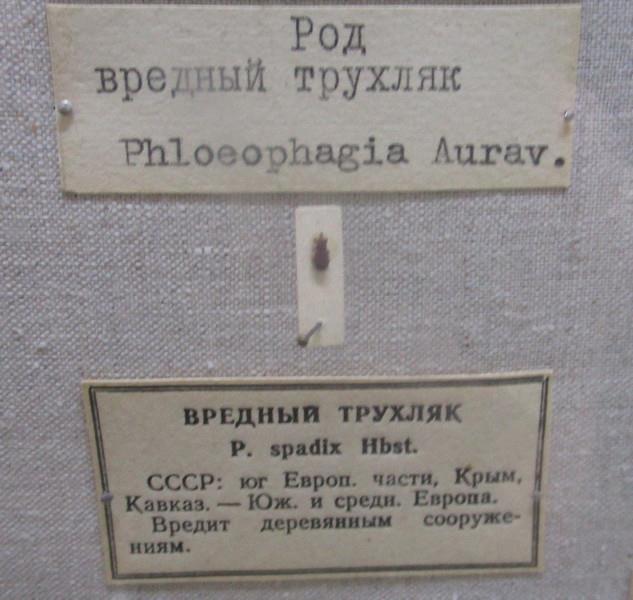 Род
вредный трухляк
Phloeophagia Aurav.
ВРЕДНЫЙ ТРУХЛЯК
P. spadix Hbst.
СССР: юг Европ. части, Крым,
Кавказ. — Юж. и средн. Европа.
Вредит деревянным сооруже-
ниям.